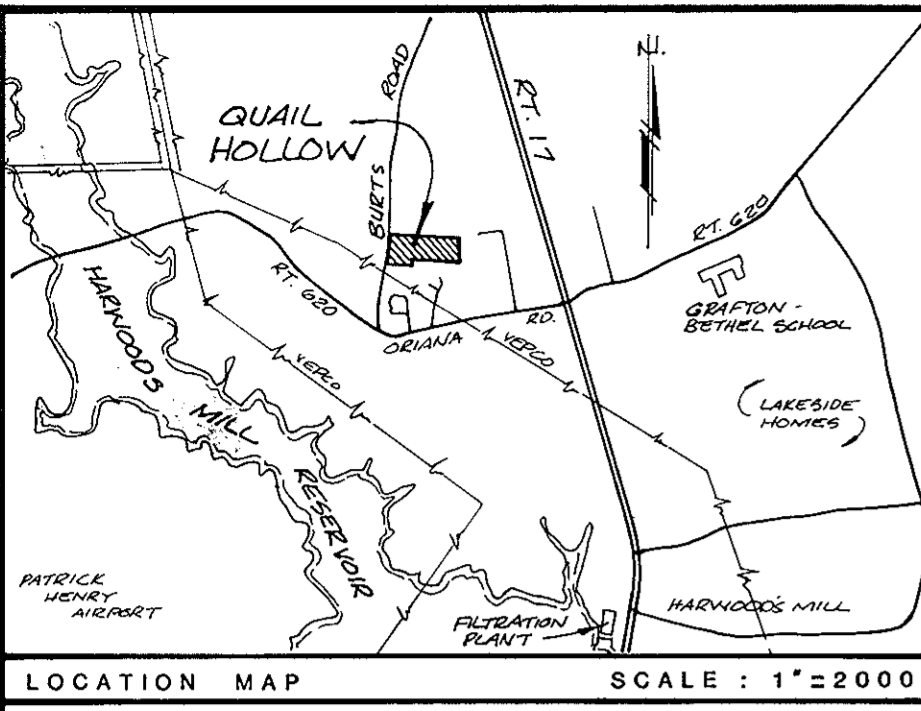 N.
ROAD
BURTS
QUAIL
HOLLOW
RT. 17
RT. 620
RT. 620
GRAFTON -
BETHEL SCHOOL
HARWOODS
MILL
RESERVOIR
ORIANA
RD.
VEPCO
VEPCO
LAKESIDE
HOMES
PATRICK
HENRY
AIRPORT
FILTRATION
PLANT
HARWOOD'S MILL
LOCATION MAP
SCALE : 1"=2000